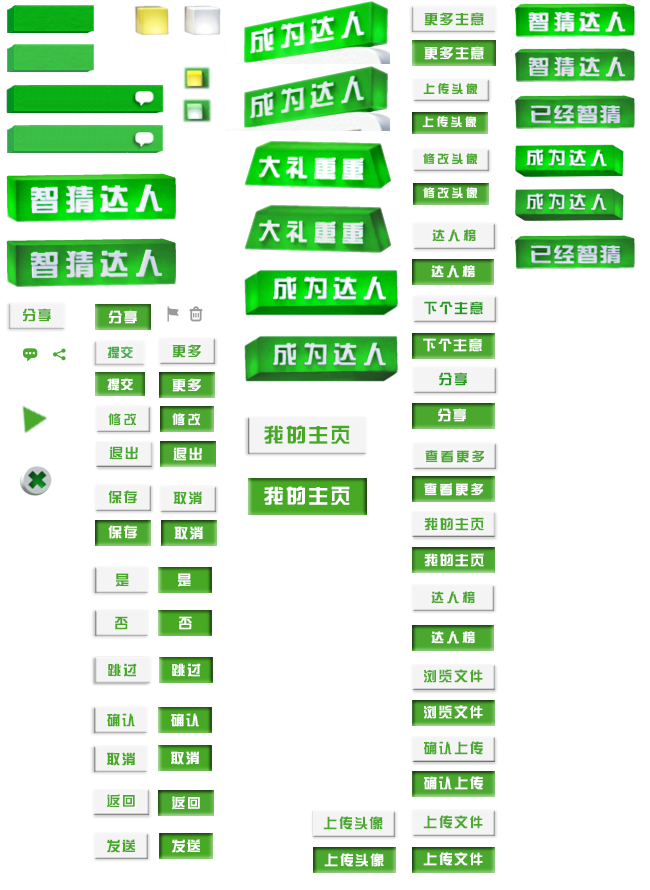 智猜达人
智猜达人
分享
分享
提交
更多
提交
更多
修改
修改
退出
退出
保存
取消
保存
取消
是
是
否
否
跳过
跳过
确认
确认
取消
取消
返回
返回
发送
发送
成为达人
成为达人
大礼重重
大礼重重
成为达人
成为达人
我的主页
我的主页
上传头像
上传头像
更多主意
更多主意
上传头像
上传头像
修改头像
修改头像
达人榜
达人榜
下个主意
下个主意
分享
分享
查看更多
查看更多
我的主页
我的主页
达人榜
达人榜
浏览文件
浏览文件
确认上传
确认上传
上传文件
上传文件
智猜达人
智猜达人
已经智猜
成为达人
成为达人
已经智猜